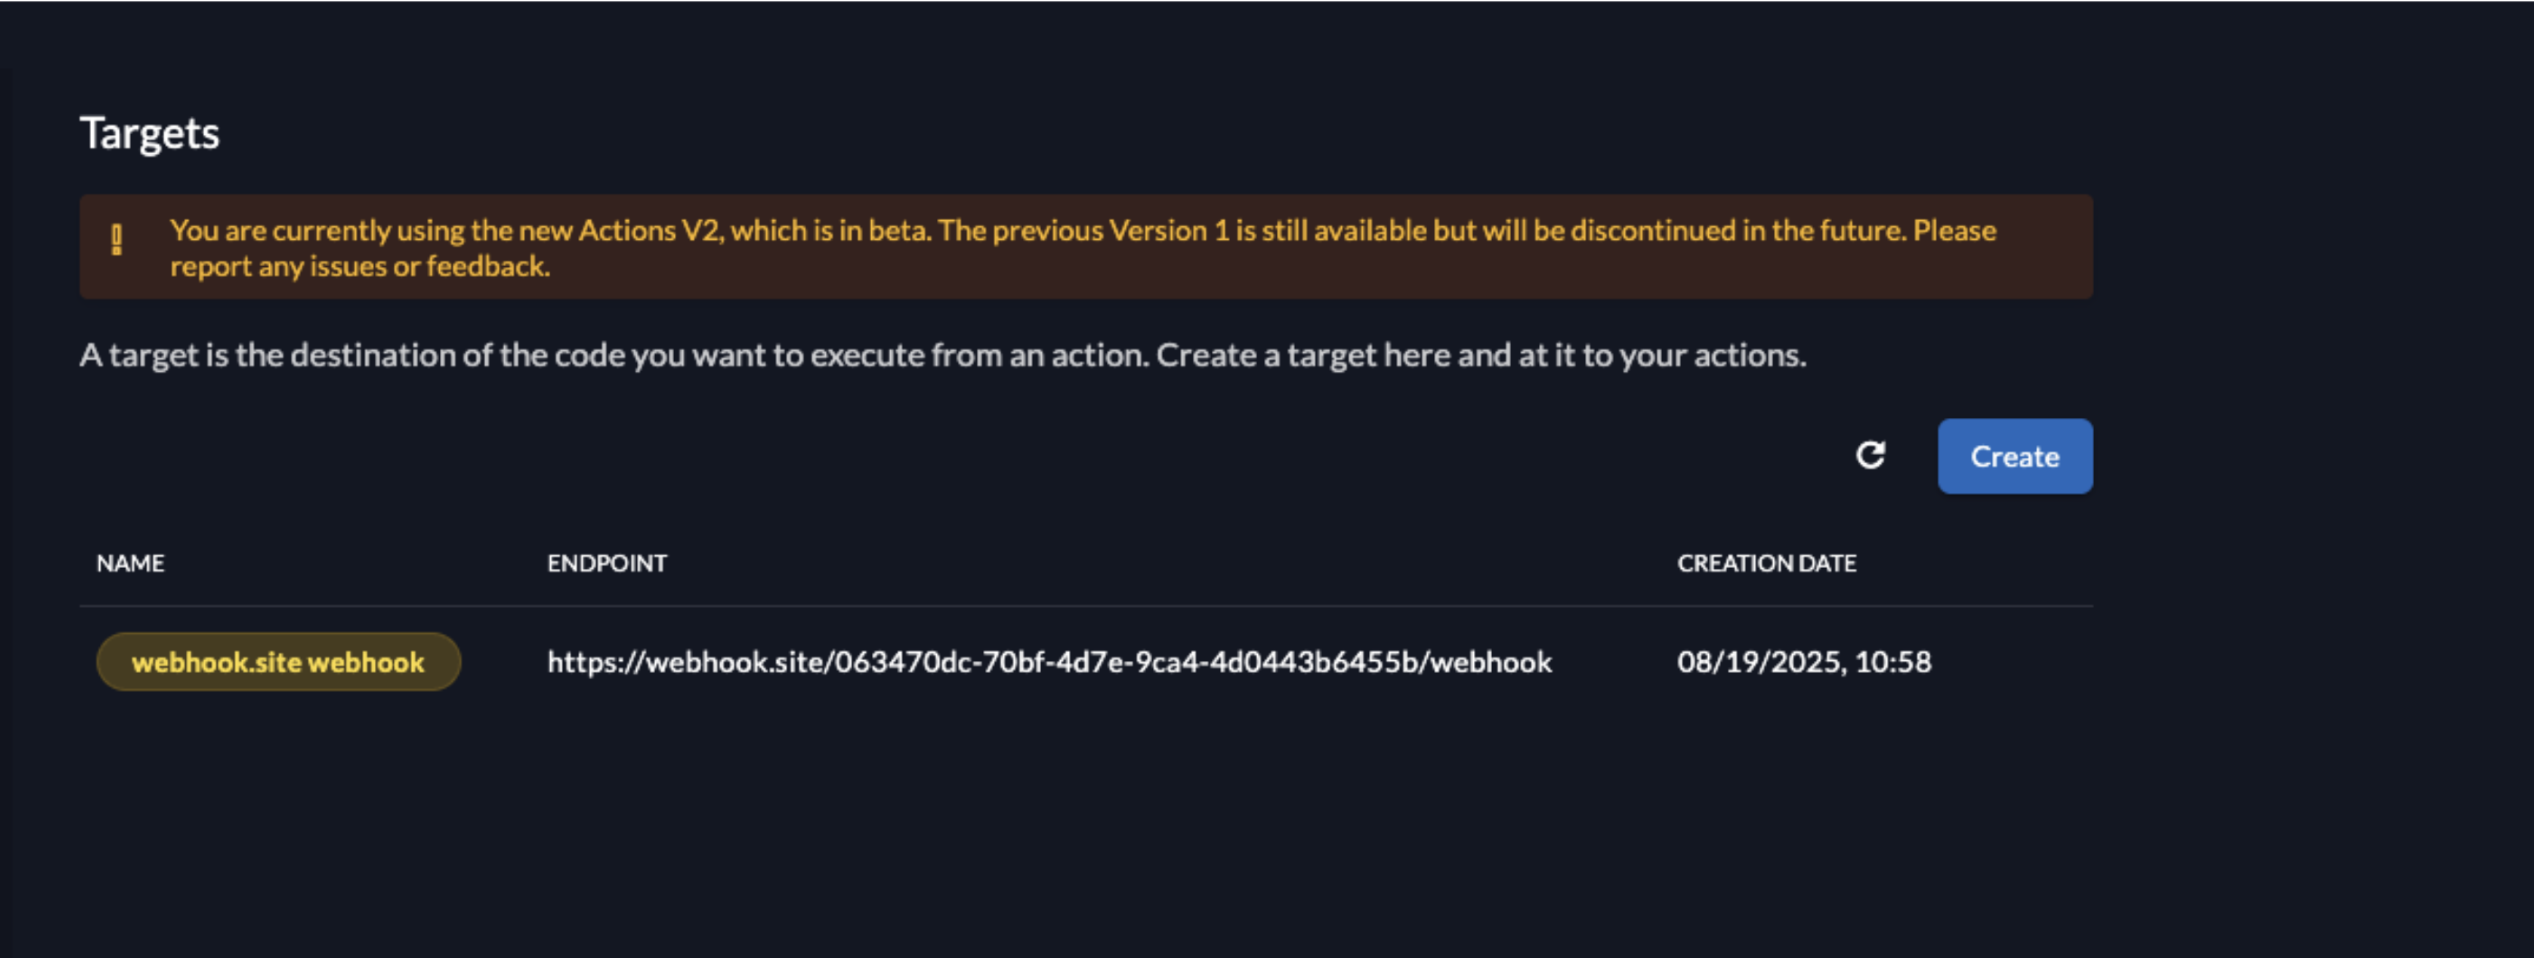 Targets
You are currently using the new Actions V2, which is in beta. The previous Version 1 is still available but will be discontinued in the future. Please
report any issues or feedback.
A target is the destination of the code you want to execute from an action. Create a target here and at it to your actions.
Create
NAME ENDPOINT CREATION DATE
webhook.site webhook https://webhook.site/063470dc-70bf-4d7e-9ca4-4d0443b6455b/webhook 08/19/2025, 10:58